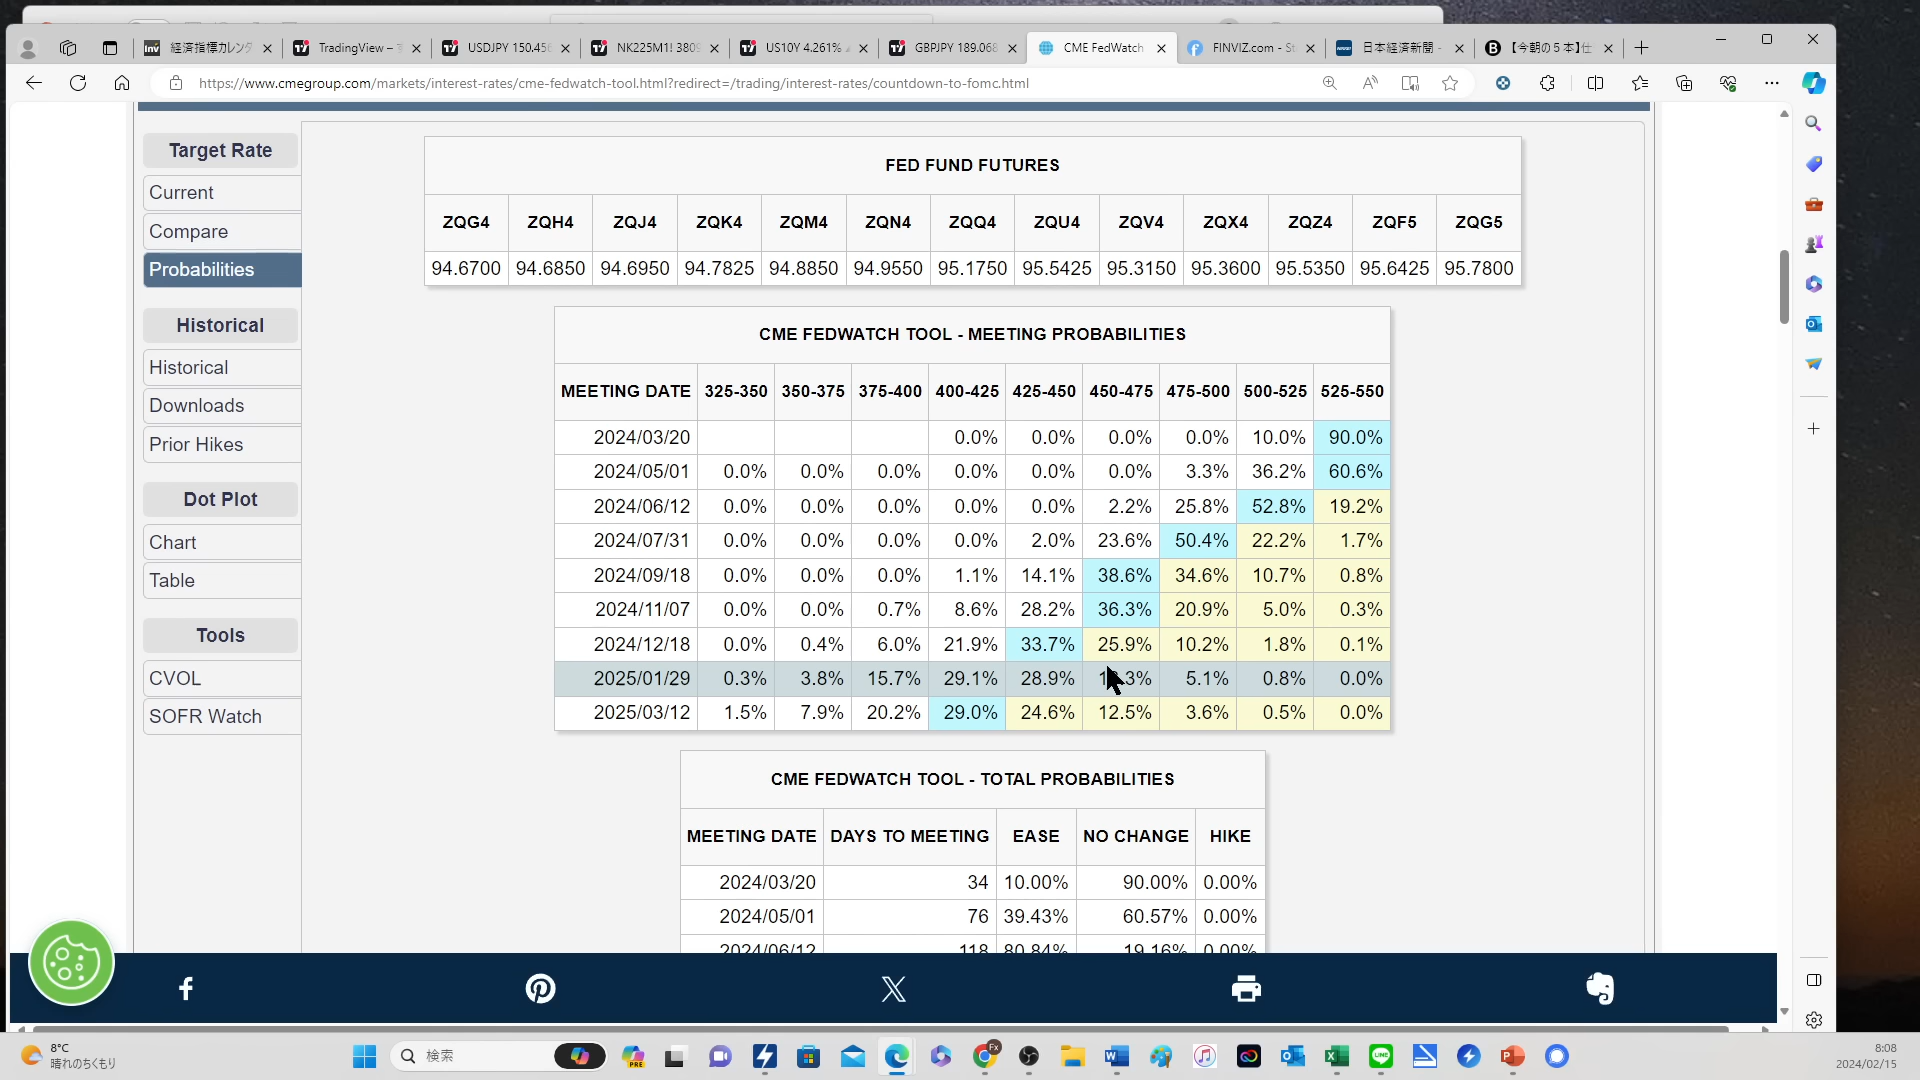 経済指標カレンダ
TradingView –
USDJPY 150.456
NK225M1! 380
US10Y 4.261%
GBPJPY 189.068
CME FedWatch
FINVIZ.com - St
日本経済新聞 -
【今朝の5本】仕
https://www.cmegroup.com/markets/interest-rates/cme-fedwatch-tool.html?redirect=/trading/interest-rates/countdown-to-fomc.html
Target Rate
Current
Compare
Probabilities
Historical
Historical
Downloads
Prior Hikes
Dot Plot
Chart
Table
Tools
CVOL
SOFR Watch
FED FUND FUTURES
ZQG4 ZQH4 ZQJ4 ZQK4 ZQM4 ZQN4 ZQQ4 ZQU4 ZQV4 ZQX4 ZQZ4 ZQF5 ZQG5
94.6700 94.6850 94.6950 94.7825 94.8850 94.9550 95.1750 95.5425 95.3150 95.3600 95.5350 95.6425 95.7800
CME FEDWATCH TOOL - MEETING PROBABILITIES
MEETING DATE 325-350 350-375 375-400 400-425 425-450 450-475 475-500 500-525 525-550
2024/03/20 0.0% 0.0% 0.0% 0.0% 10.0% 90.0%
2024/05/01 0.0% 0.0% 0.0% 0.0% 0.0% 0.0% 3.3% 36.2% 60.6%
2024/06/12 0.0% 0.0% 0.0% 0.0% 0.0% 2.2% 25.8% 52.8% 19.2%
2024/07/31 0.0% 0.0% 0.0% 0.0% 2.0% 23.6% 50.4% 22.2% 1.7%
2024/09/18 0.0% 0.0% 0.0% 1.1% 14.1% 38.6% 34.6% 10.7% 0.8%
2024/11/07 0.0% 0.0% 0.7% 8.6% 28.2% 36.3% 20.9% 5.0% 0.3%
2024/12/18 0.0% 0.4% 6.0% 21.9% 33.7% 25.9% 10.2% 1.8% 0.1%
2025/01/29 0.3% 3.8% 15.7% 29.1% 28.9% 5.1% 0.8% 0.0%
2025/03/12 1.5% 7.9% 20.2% 29.0% 24.6% 12.5% 3.6% 0.5% 0.0%
CME FEDWATCH TOOL - TOTAL PROBABILITIES
MEETING DATE DAYS TO MEETING EASE NO CHANGE HIKE
2024/03/20 34 10.00% 90.00% 0.00%
2024/05/01 76 39.43% 60.57% 0.00%
2024/06/12 118 80.84% 19.16% 0.00%
8°C
晴れのちくもり
検索
8:08
2024/02/15